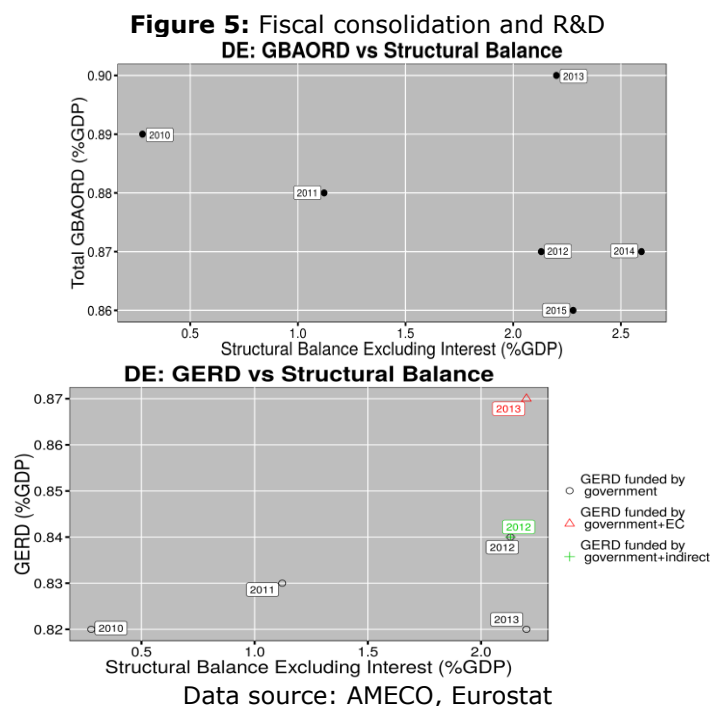 Figure 5: Fiscal consolidation and R&D
DE: GBAORD vs Structural Balance
Total GBAORD (%GDP)
0.90
0.89
0.88
0.87
0.86
2013
2010
2011
2012
2014
2015
0.5
1.0
1.5
2.0
2.5
Structural Balance Excluding Interest (%GDP)
DE: GERD vs Structural Balance
GERD (%GDP)
0.87
0.86
0.85
0.84
0.83
0.82
2013
2012
2012
2011
2013
2010
0.5
1.0
1.5
2.0
Structural Balance Excluding Interest (%GDP)
GERD funded by
government
GERD funded by
government+EC
GERD funded by
government+indirect
Data source: AMECO, Eurostat